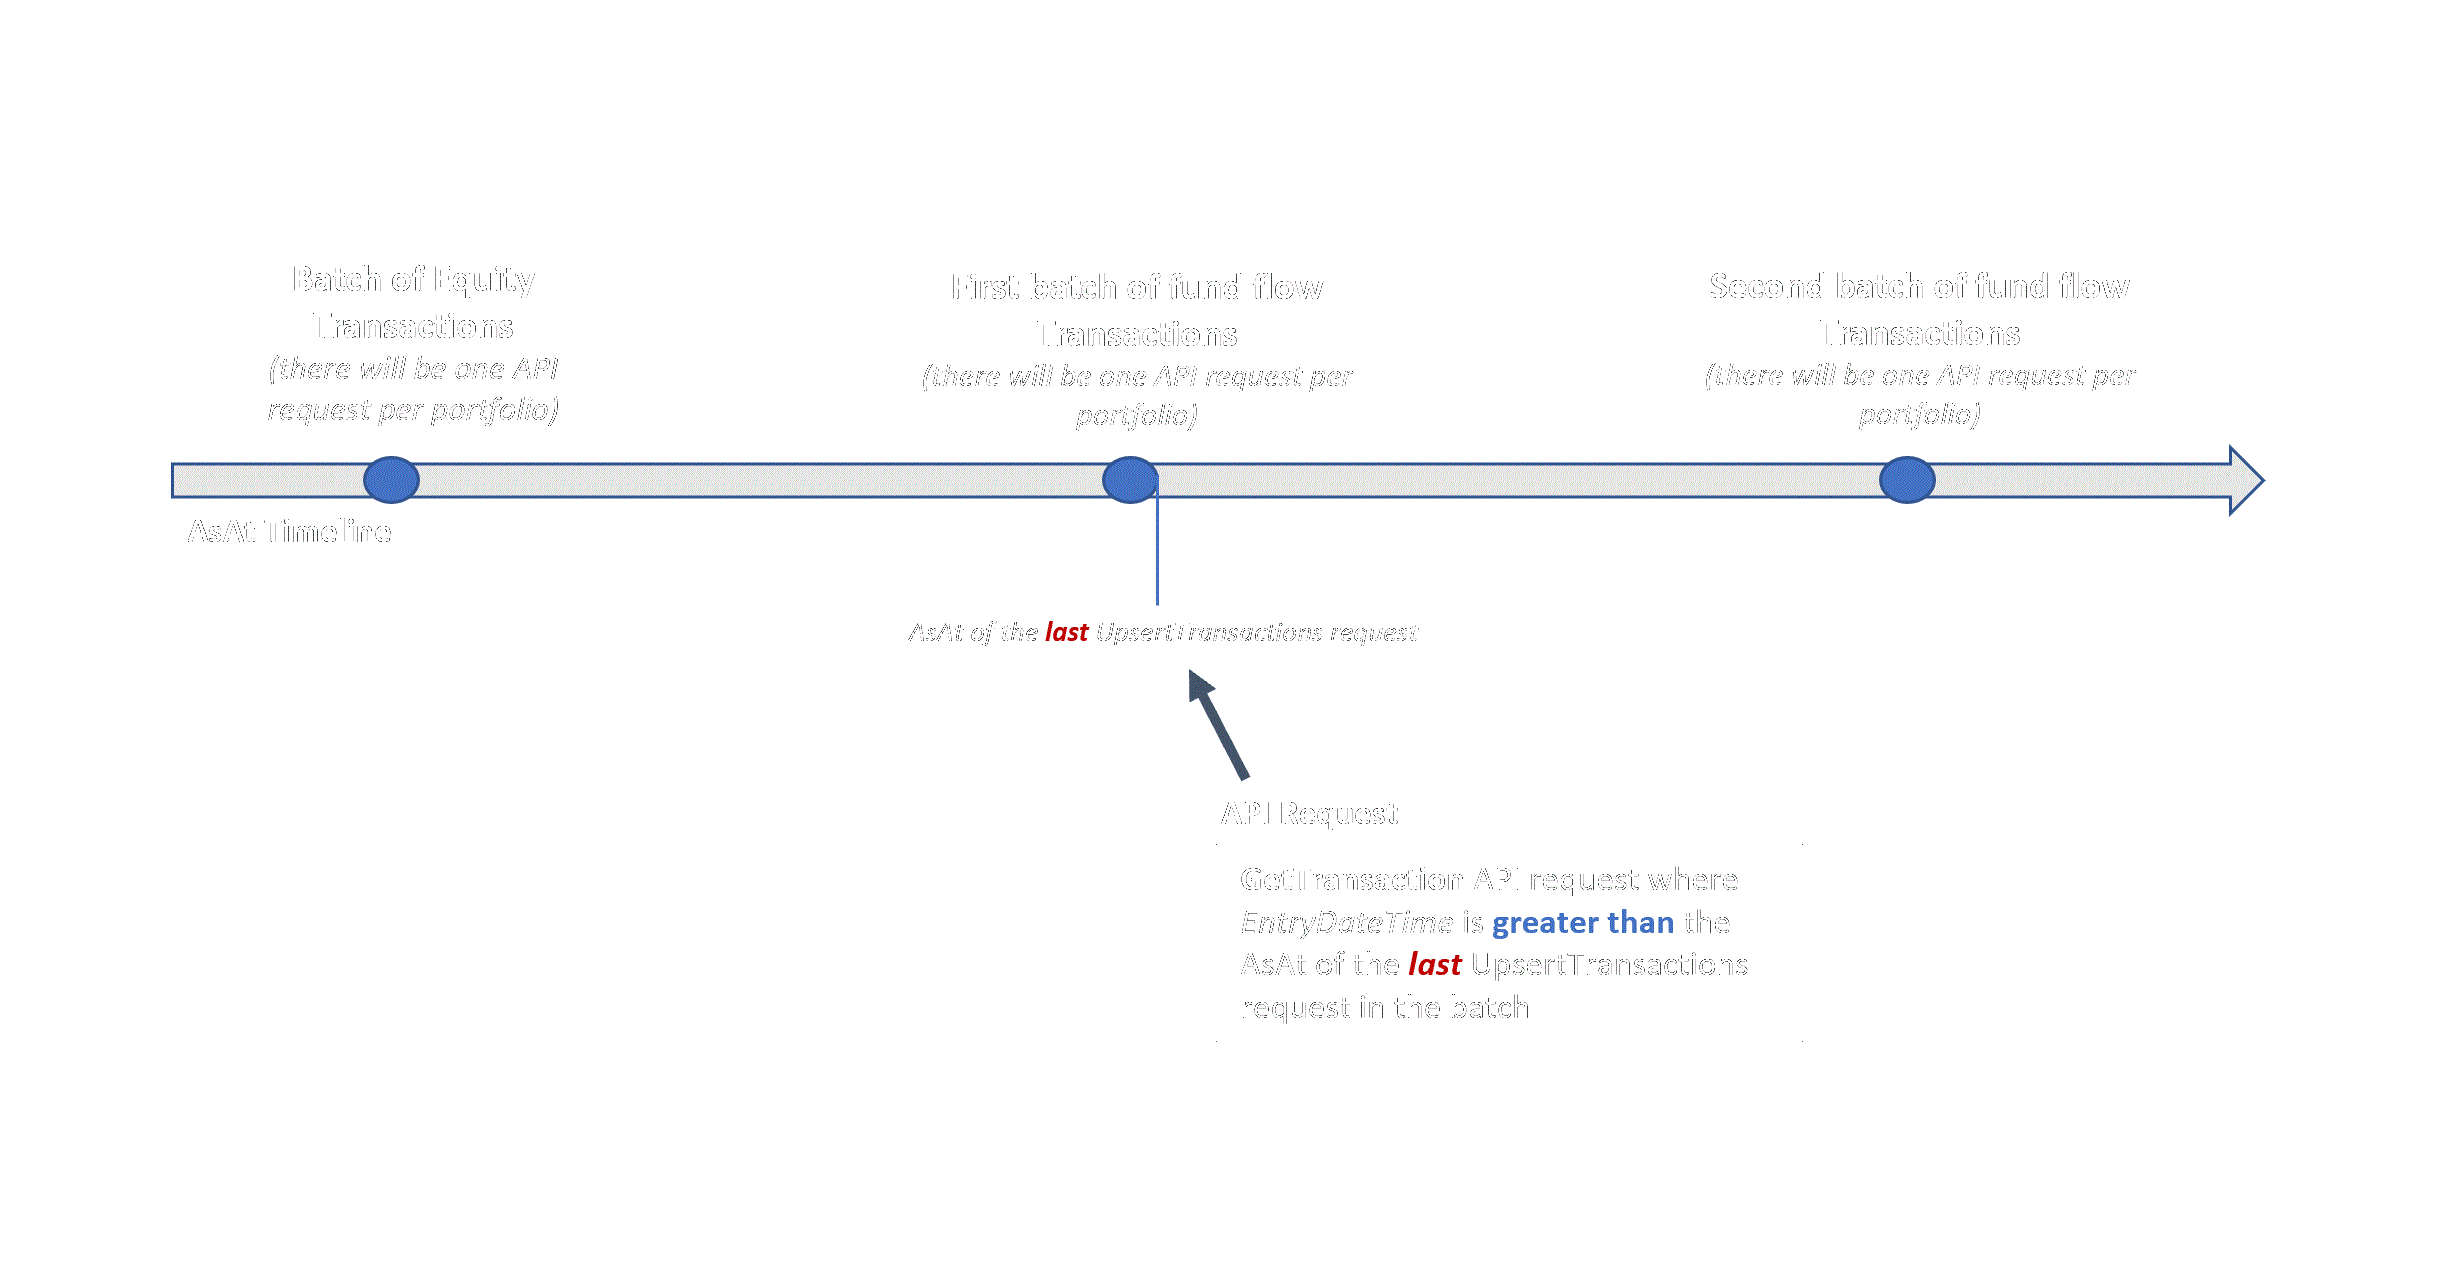 Batch of Equity
Transactions
(there will be one API
request per portfolio)
First batch of fund flow
Transactions
(there will be one API request per
portfolio)
Second batch of fund flow
Transactions
(there will be one API request per
portfolio)
AsAt Timeline
AsAt of the last UpsertTransactions request
API Request
GetTransaction API request where
EntryDateTime is greater than the
AsAt of the last UpsertTransactions
request in the batch